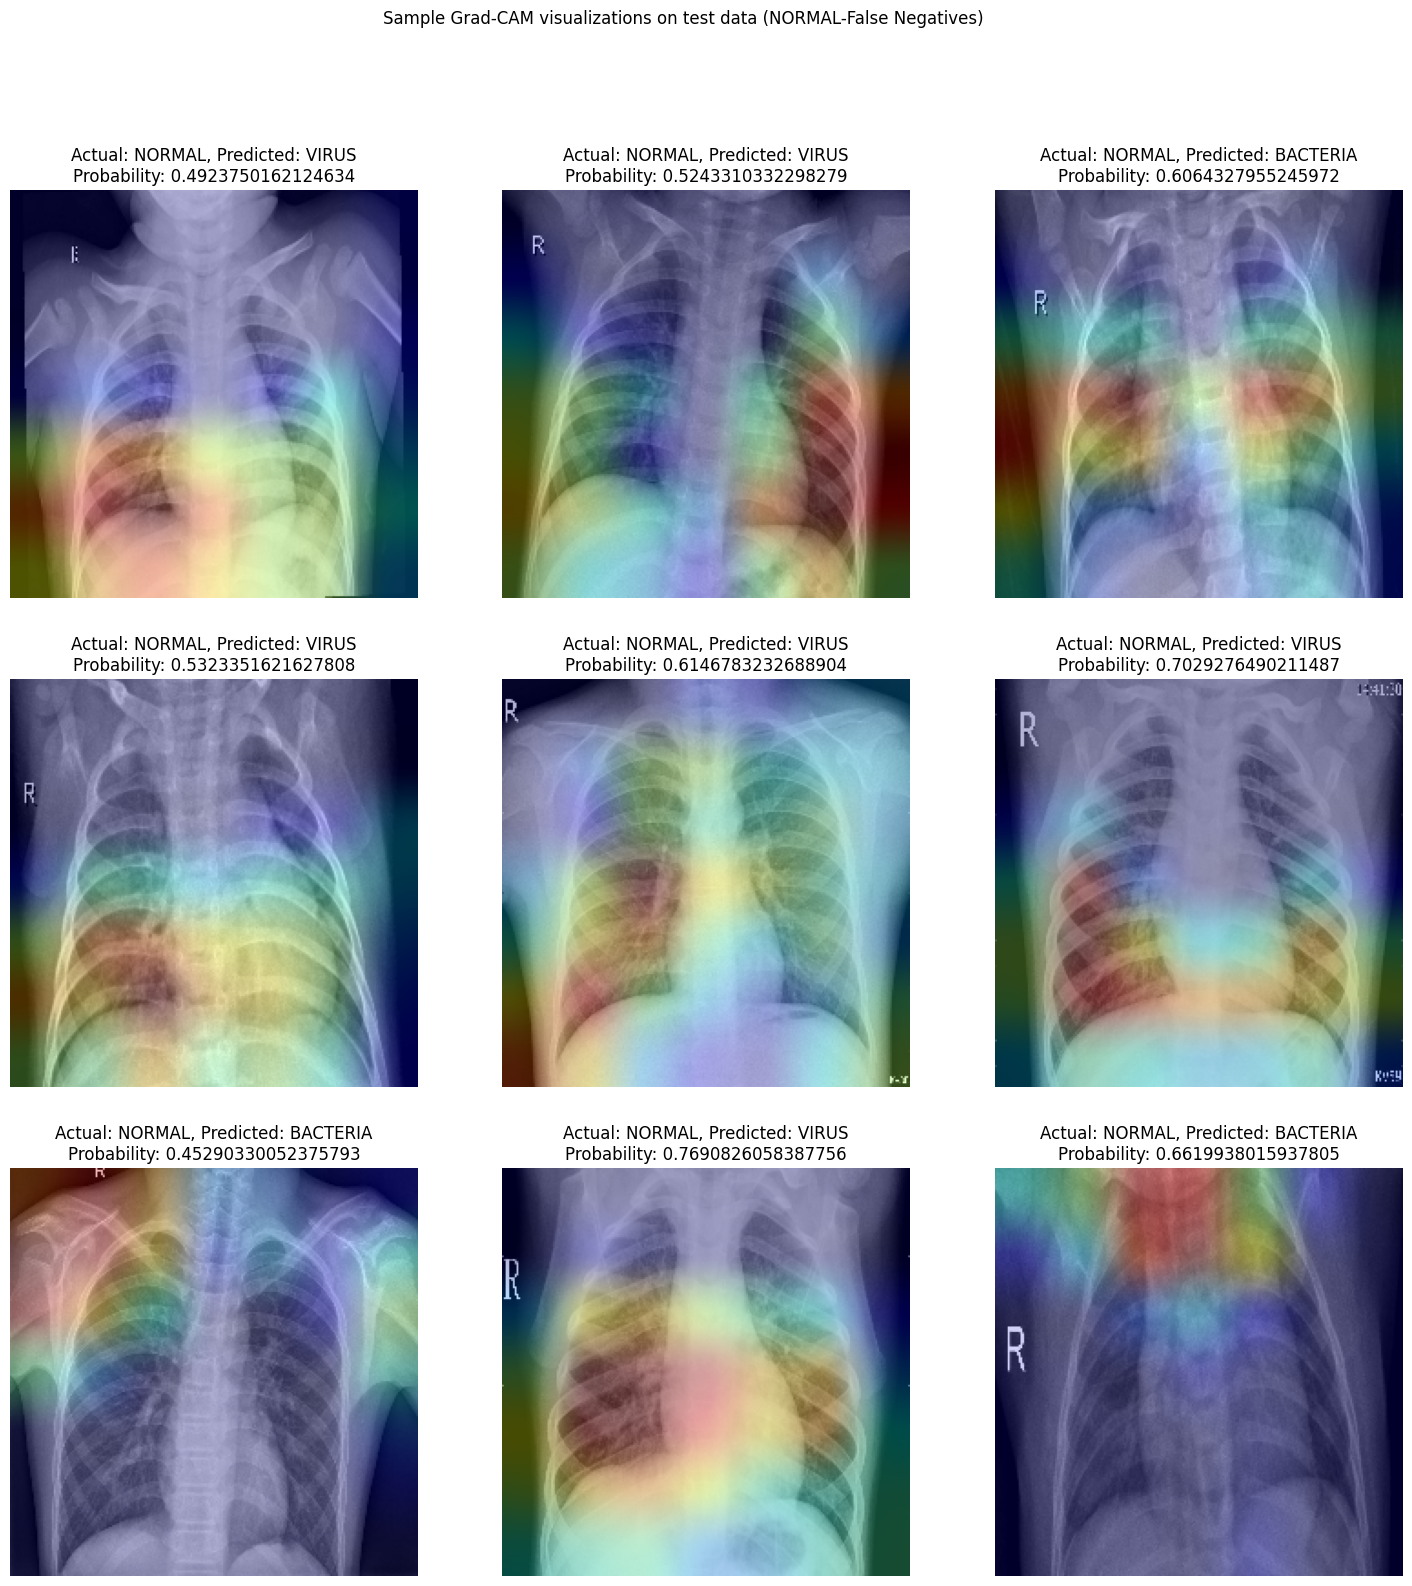 Sample Grad-CAM visualizations on test data (NORMAL-False Negatives)
Actual: NORMAL, Predicted: VIRUS
Probability: 0.4923750162124634
Actual: NORMAL, Predicted: VIRUS
Probability: 0.5243310332298279
R
Actual: NORMAL, Predicted: BACTERIA
Probability: 0.6064327955245972
R
Actual: NORMAL, Predicted: VIRUS
Probability: 0.5323351621627808
R
Actual: NORMAL, Predicted: VIRUS
Probability: 0.6146783232688904
R
Actual: NORMAL, Predicted: VIRUS
Probability: 0.7029276490211487
R
Actual: NORMAL, Predicted: BACTERIA
Probability: 0.45290330052375793
R
Actual: NORMAL, Predicted: VIRUS
Probability: 0.7690826058387756
R
Actual: NORMAL, Predicted: BACTERIA
Probability: 0.6619938015937805
R